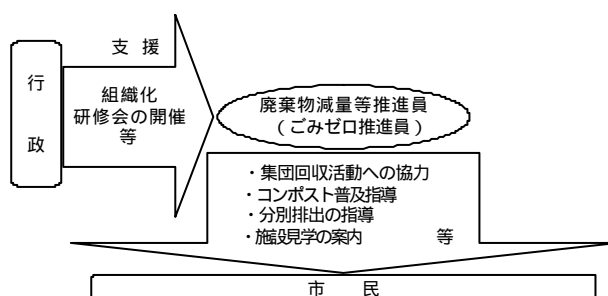 支 援
行
政
組織化
研修会の開催
等
廃棄物減量等推進員
（ごみゼロ推進員）
・集団回収活動への協力
・コンポスト普及指導
・分別排出の指導
・施設見学の案内 等
市 民